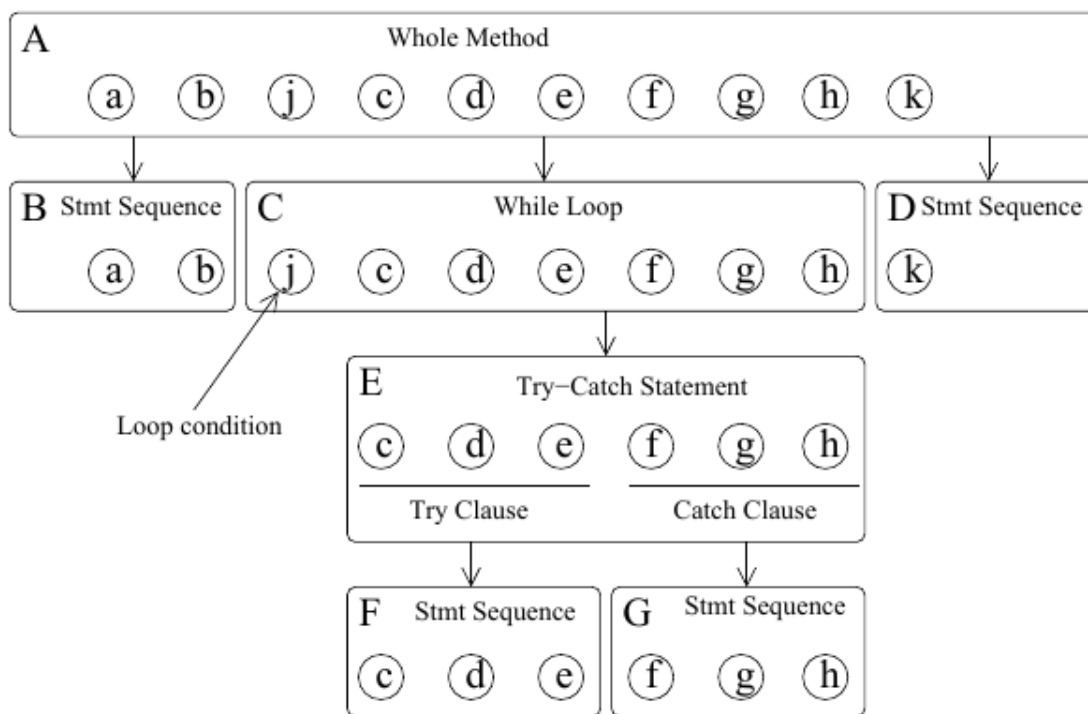 A Whole Method
a b j c d e f g h k
B Stmt Sequence
a b
C While Loop
j c d e f g h
D Stmt Sequence
k
Loop condition
E Try-Catch Statement
c d e f g h
Try Clause Catch Clause
F Stmt Sequence
c d e
G Stmt Sequence
f g h